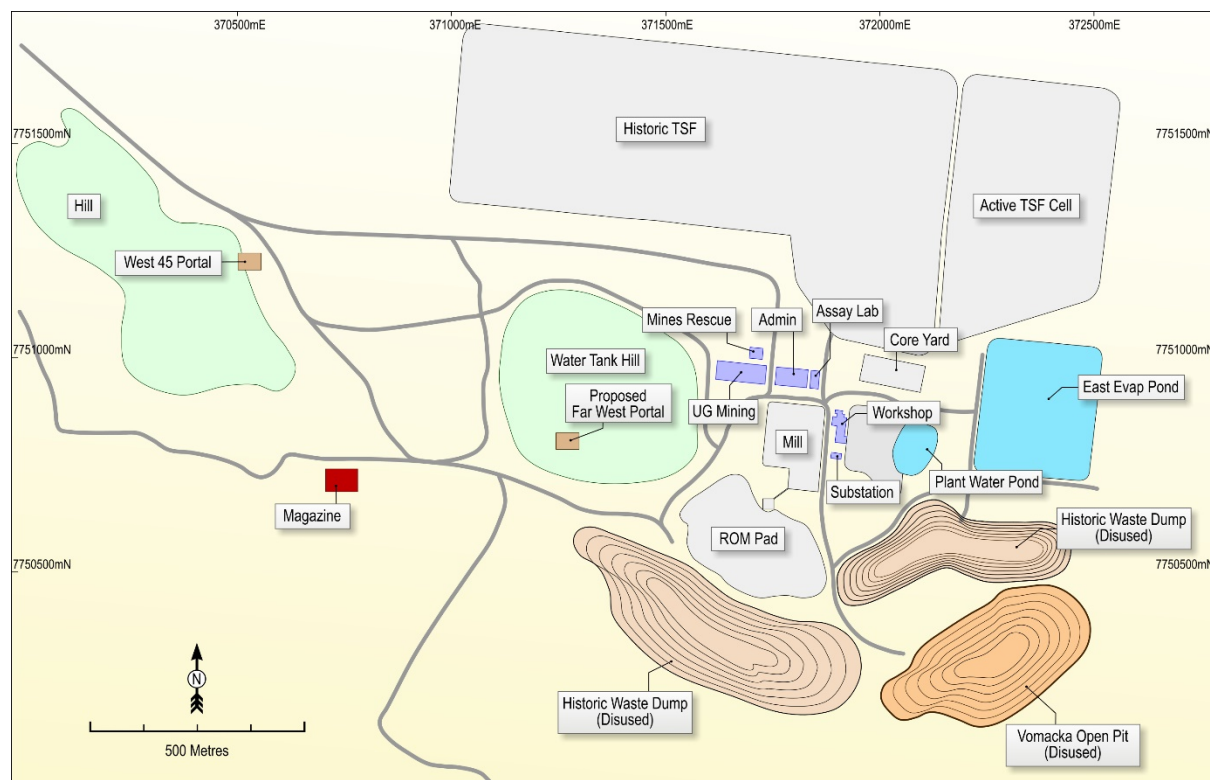 370500mE
371000mE
371500mE
372000mE
372500mE
7751500mN
7751500mN
Historic TSF
Hill
Active TSF Cell
West 45 Portal
Mines Rescue
Admin
Assay Lab
Core Yard
7751000mN
7751000mN
Water Tank Hill
East Evap Pond
Proposed
Far West Portal
UG Mining
Workshop
Mill
Substation
Plant Water Pond
Magazine
Historic Waste Dump
(Disused)
ROM Pad
7750500mN
7750500mN
N
Historic Waste Dump
(Disused)
500 Metres
Vomacka Open Pit
(Disused)